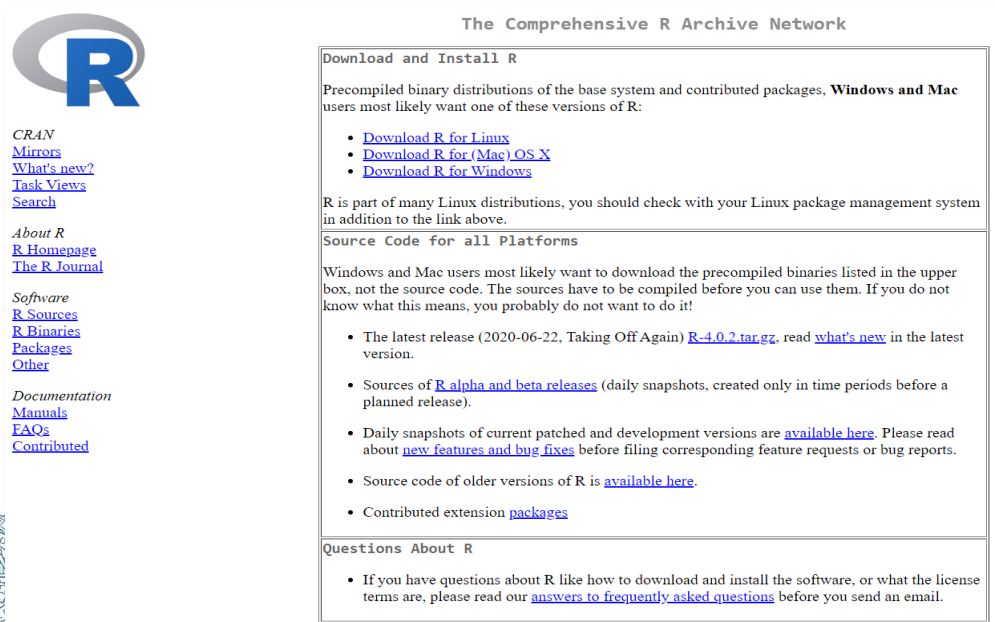 The Comprehensive R Archive Network
R
CRAN
Mirrors
What's new?
Task Views
Search
About R
R Homepage
The R Journal
Software
R Sources
R Binaries
Packages
Other
Documentation
Manuals
FAQs
Contributed
Download and Install R
Precompiled binary distributions of the base system and contributed packages, Windows and Mac
users most likely want one of these versions of R:
• Download R for Linux
• Download R for (Mac) OS X
• Download R for Windows
R is part of many Linux distributions, you should check with your Linux package management system
in addition to the link above.
Source Code for all Platforms
Windows and Mac users most likely want to download the precompiled binaries listed in the upper
box, not the source code. The sources have to be compiled before you can use them. If you do not
know what this means, you probably do not want to do it!
• The latest release (2020-06-22, Taking Off Again) R-4.0.2.tar.gz, read what's new in the latest
version.
• Sources of R alpha and beta releases (daily snapshots, created only in time periods before a
planned release).
• Daily snapshots of current patched and development versions are available here. Please read
about new features and bug fixes before filing corresponding feature requests or bug reports.
• Source code of older versions of R is available here.
• Contributed extension packages
Questions About R
• If you have questions about R like how to download and install the software, or what the license
terms are, please read our answers to frequently asked questions before you send an email.